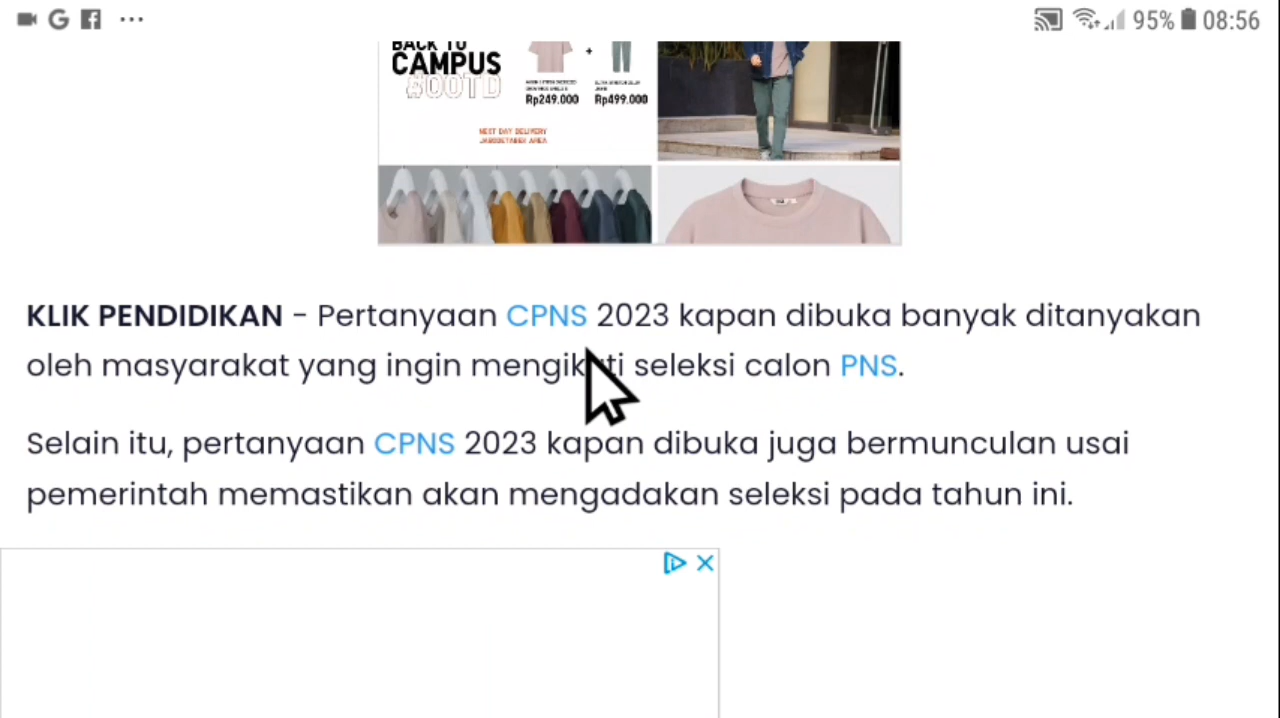 95% 08:56
BACK TO
CAMPUS
#OOTD
+
Rp249.000 Rp499.000
NEXT DAY DELIVERY
JABODETABEK AREA
KLIK PENDIDIKAN - Pertanyaan CPNS 2023 kapan dibuka banyak ditanyakan
oleh masyarakat yang ingin mengikuti seleksi calon PNS.
Selain itu, pertanyaan CPNS 2023 kapan dibuka juga bermunculan usai
pemerintah memastikan akan mengadakan seleksi pada tahun ini.